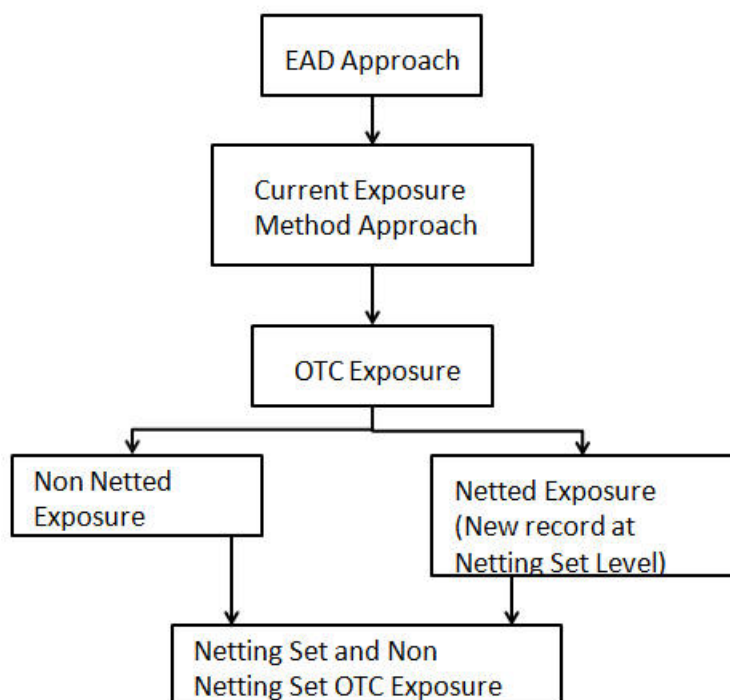 EAD Approach
Current Exposure
Method Approach
OTC Exposure
Non Netted
Exposure
Netted Exposure
(New record at
Netting Set Level)
Netting Set and Non
Netting Set OTC Exposure